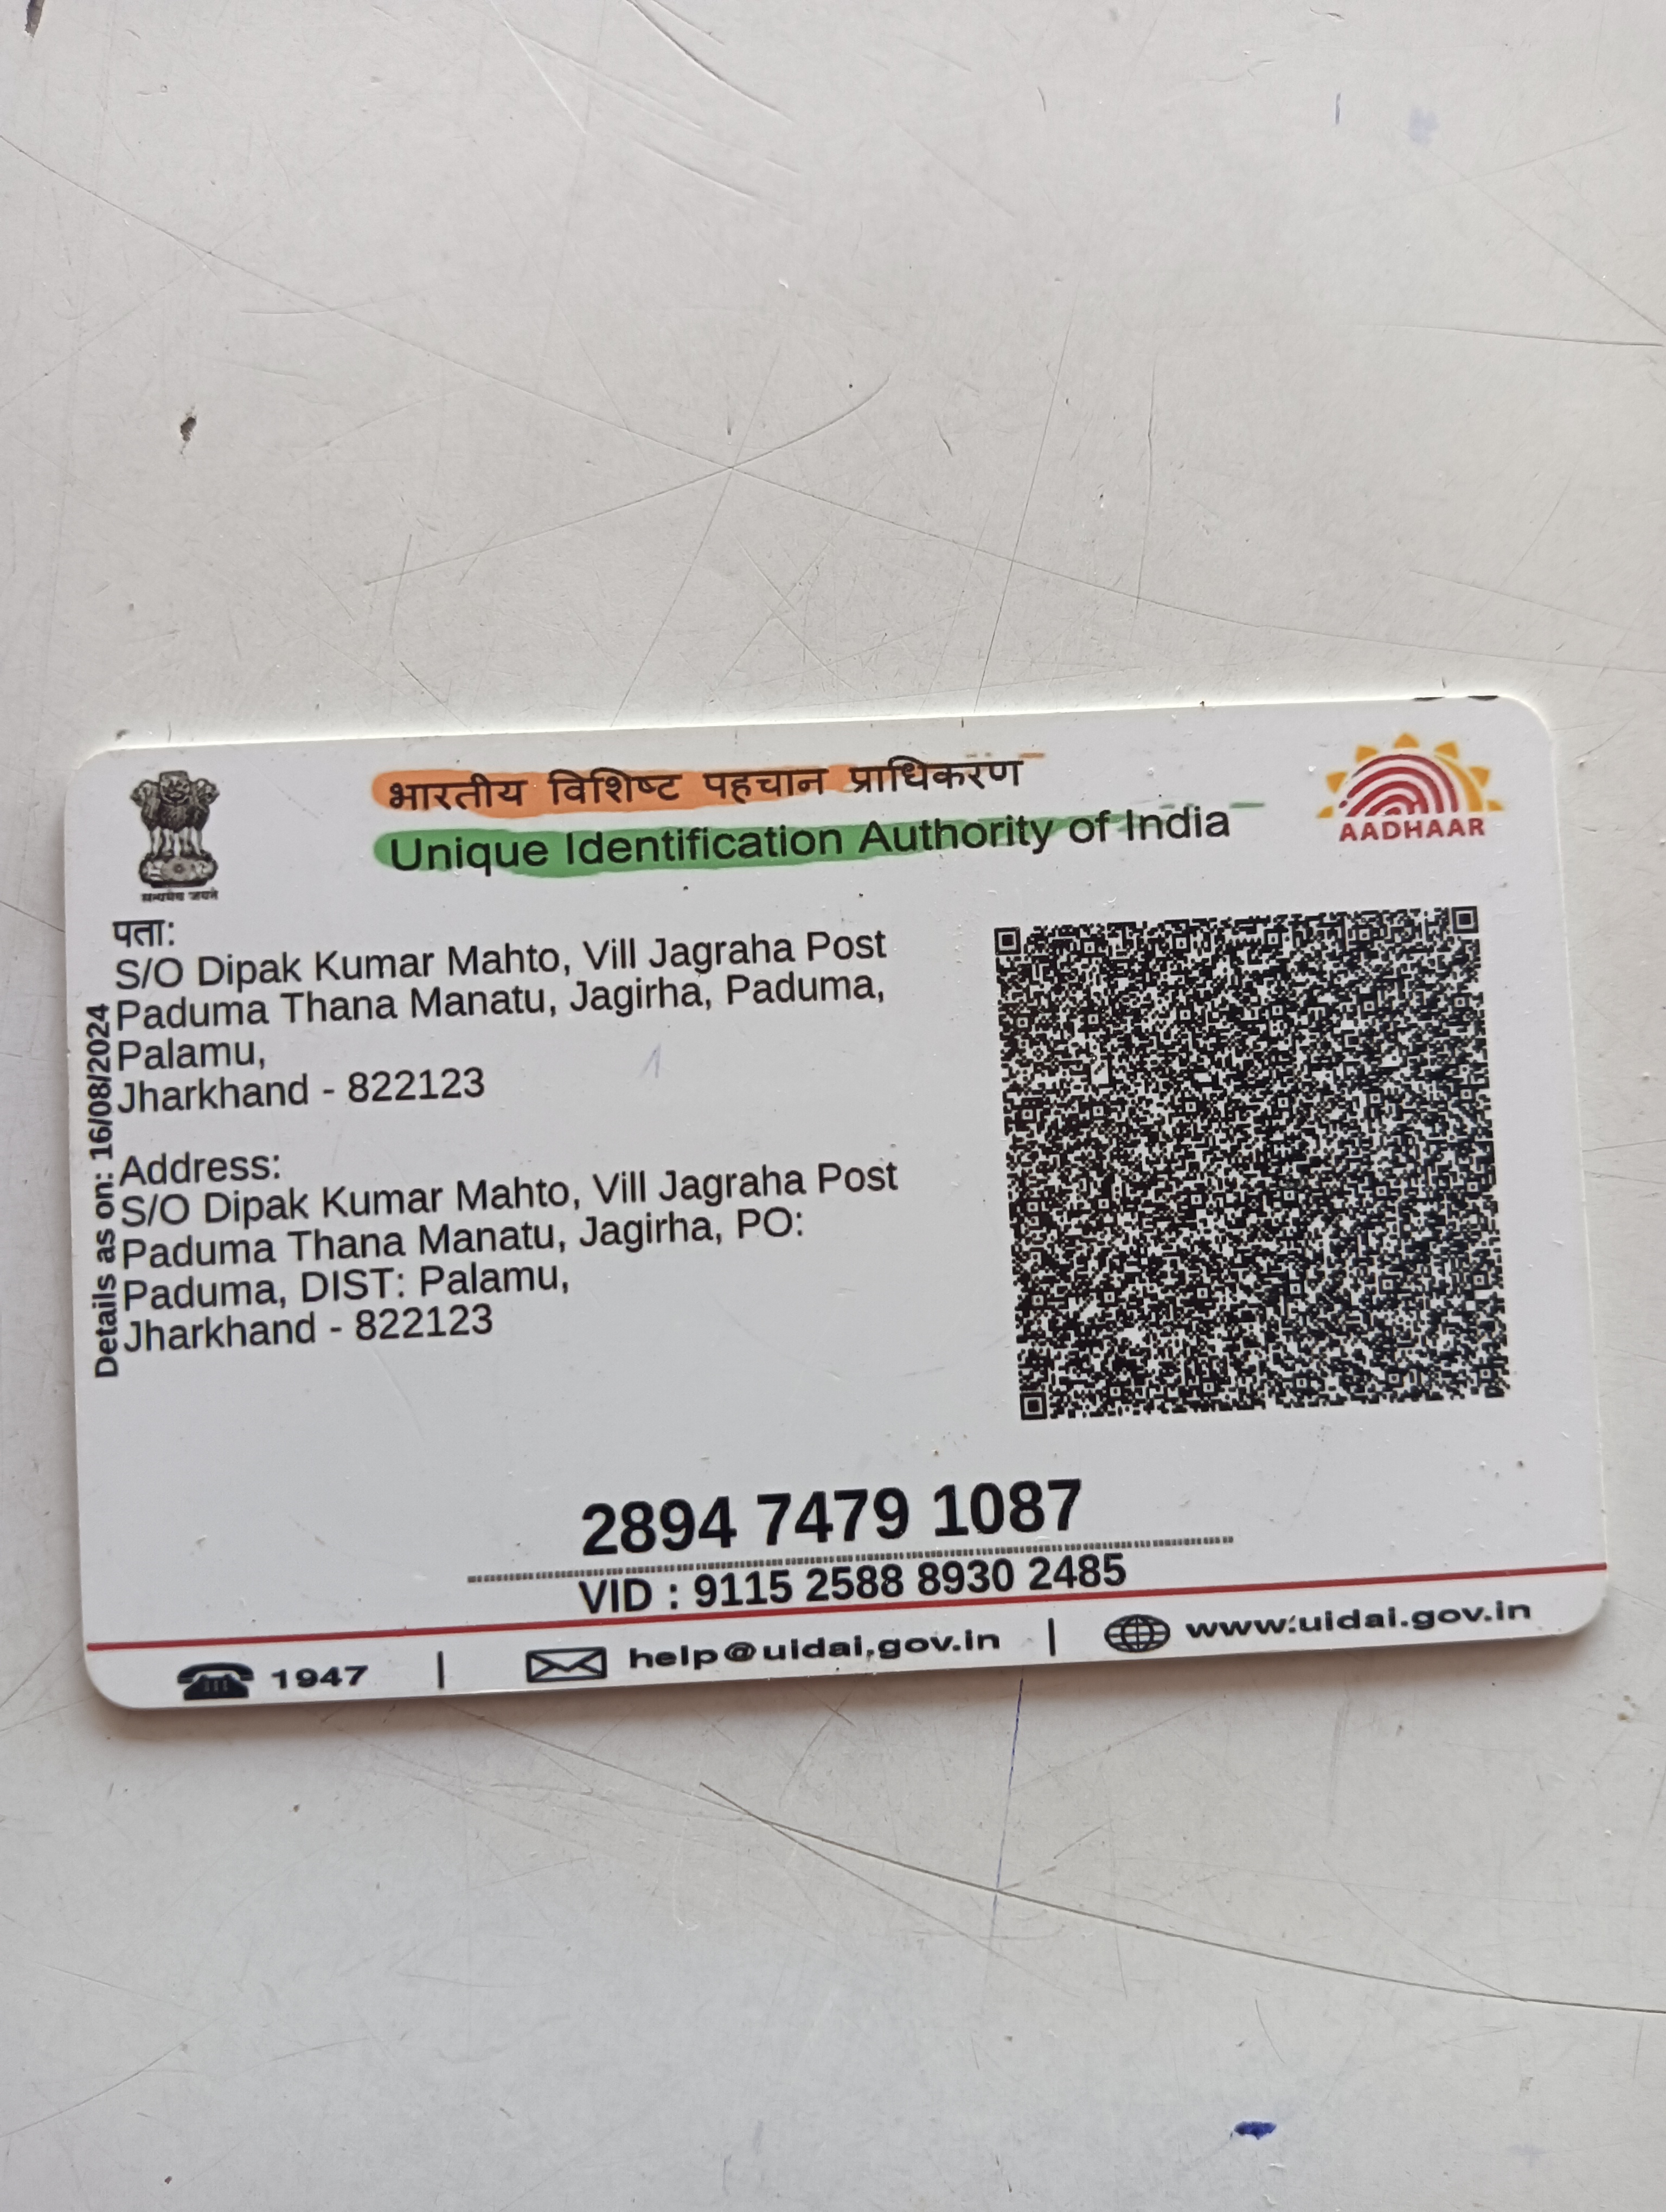 भारतीय विशिष्ट पहचान प्राधिकरण
Unique Identification Authority of India
AADHAAR
सत्यमेव जयते
पता:
S/O Dipak Kumar Mahto, Vill Jagraha Post
Paduma Thana Manatu, Jagirha, Paduma,
Palamu,
Jharkhand - 822123
Address:
S/O Dipak Kumar Mahto, Vill Jagraha Post
Paduma Thana Manatu, Jagirha, PO:
Paduma, DIST: Palamu,
Jharkhand - 822123
Details as on: 16/08/2024
2894 7479 1087
VID : 9115 2588 8930 2485
1947 | help@uidai.gov.in | www.uidai.gov.in